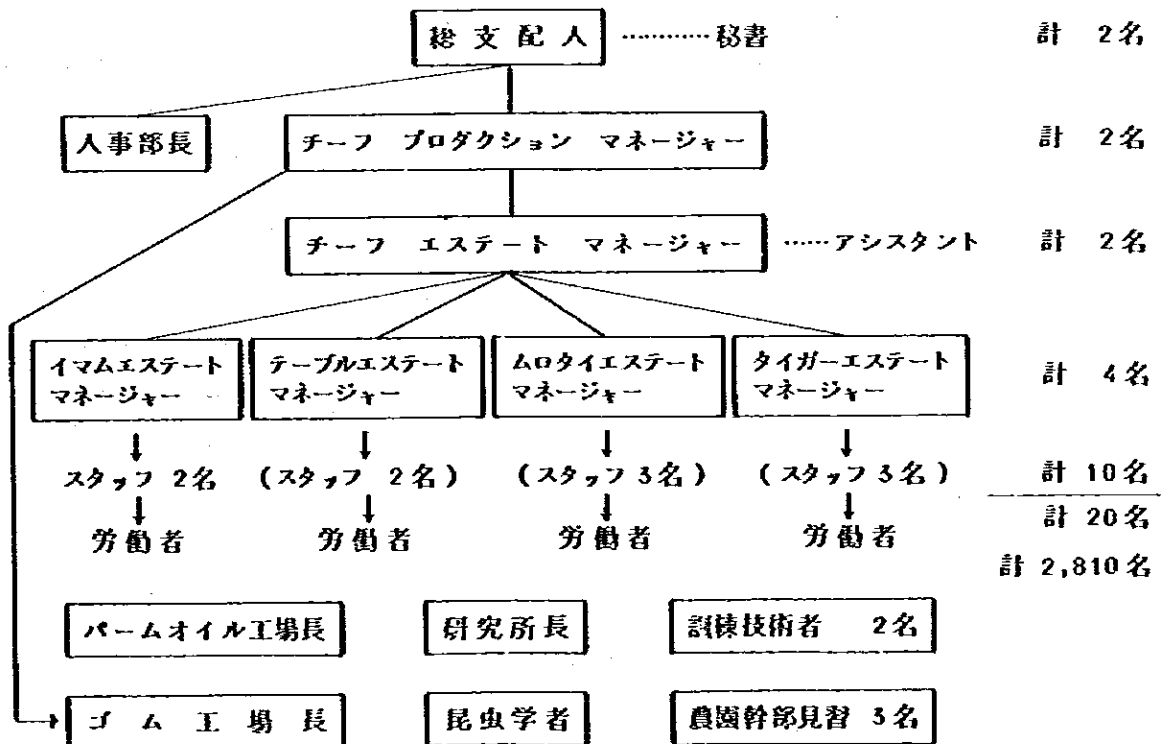 総支配人 …………秘書 計 2名
人事部長 チーフ プロダクション マネージャー 計 2名
チーフ エステート マネージャー ……アシスタント 計 2名
イマムエステート テーブルエステート ムロタイエステート タイガーエステート
マネージャー マネージャー マネージャー マネージャー 計 4名
スタッフ 2名 (スタッフ 2名) (スタッフ 3名) (スタッフ 3名) 計 10名
計 20名
労働者 労働者 労働者 労働者
計 2,810名
パームオイル工場長 研究所長 訓練技術者 2名
ゴム工場長 昆虫学者 農園幹部見習 3名